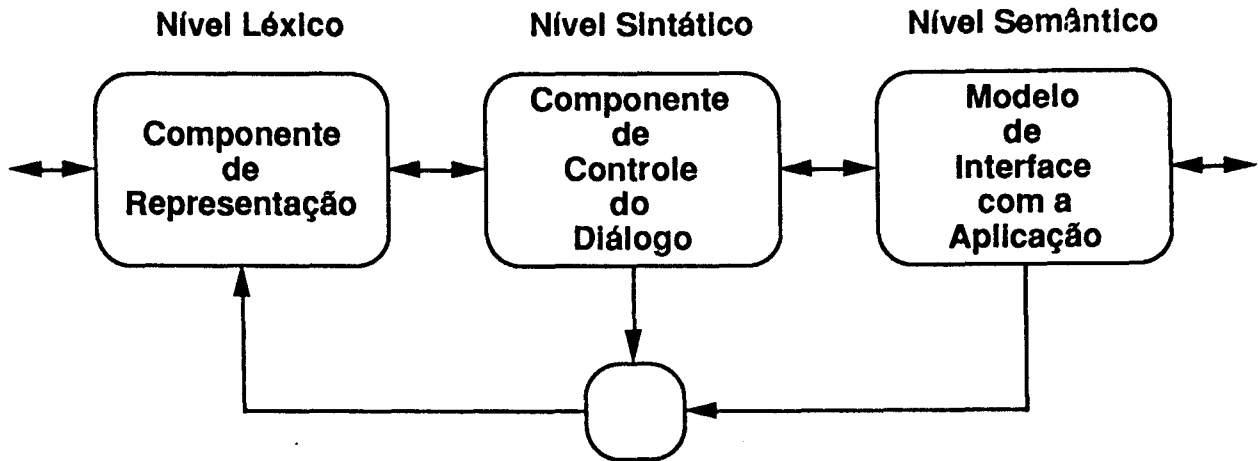 Nível Léxico
Nível Sintático
Nível Semântico
Componente
de
Representação
Componente
de
Controle
do
Diálogo
Modelo
de
Interface
com a
Aplicação